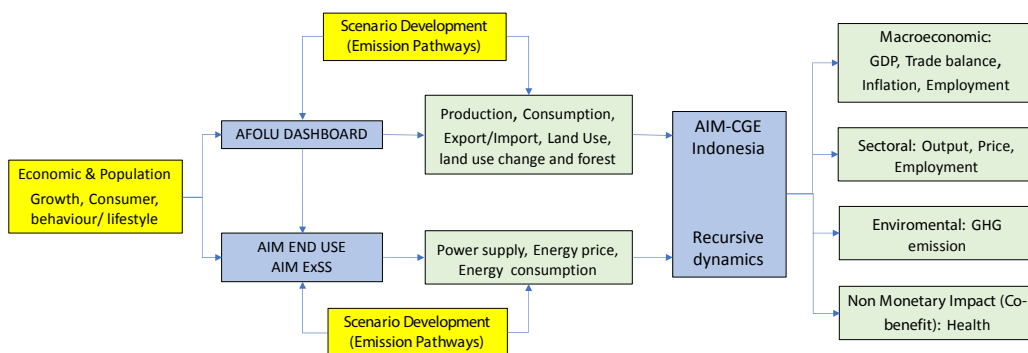 Scenario Development
(Emission Pathways)
AFOLU DASHBOARD
Production, Consumption,
Export/Import, Land Use,
land use change and forest
Economic & Population
Growth, Consumer,
behaviour/ lifestyle
AIM END USE
AIM ExSS
Power supply, Energy price,
Energy consumption
Scenario Development
(Emission Pathways)
AIM-CGE
Indonesia
Recursive
dynamics
Macroeconomic:
GDP, Trade balance,
Inflation, Employment
Sectoral: Output, Price,
Employment
Enviromental: GHG
emission
Non Monetary Impact (Co-
benefit): Health